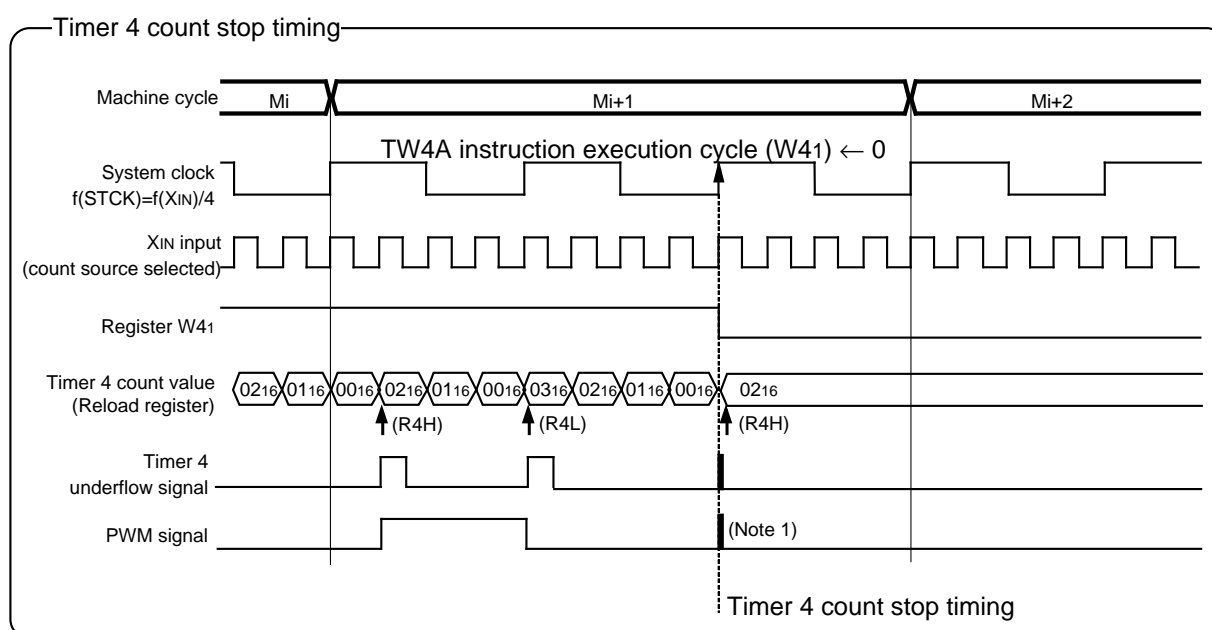 Timer 4 count stop timing
Machine cycle
Mi
Mi+1
Mi+2
TW4A instruction execution cycle (W41) ← 0
System clock
f(STCK)=f(XIN)/4
XIN input
(count source selected)
Register W41
Timer 4 count value
(Reload register)
0216 0116 0016 0216 0116 0016 0316 0216 0116 0016 0216
(R4H) (R4L) (R4H)
Timer 4
underflow signal
PWM signal
(Note 1)
Timer 4 count stop timing